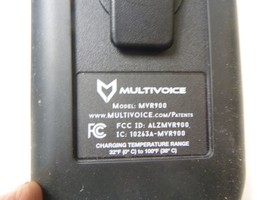 MULTIVOICE
MODEL: MVR900
WWW.MULTIVOICE.COM/PATENTS
FC FCC ID: ALZMVR900
IC: 10263A-MVR900
CHARGING TEMPERATURE RANGE
32°F (0° C) to 100°F (38° C)